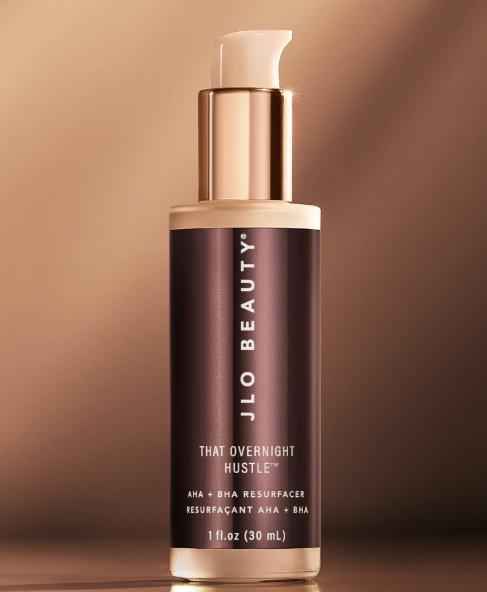 JLO BEAUTY®
THAT OVERNIGHT
HUSTLE™
AHA + BHA RESURFACER
RESURFAÇANT AHA + BHA
1 fl.oz (30 mL)